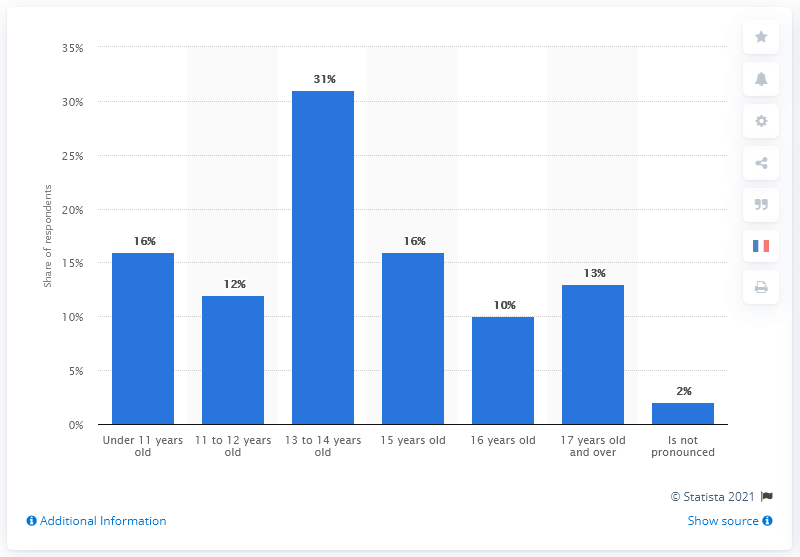 35%
30%
25%
20%
15%
10%
5%
0%
Share of respondents
16%
12%
31%
16%
10%
13%
2%
Under 11 years
old
11 to 12 years
old
13 to 14 years
old
15 years old
16 years old
17 years old
and over
Is not
pronounced
© Statista 2021
Additional Information
Show source